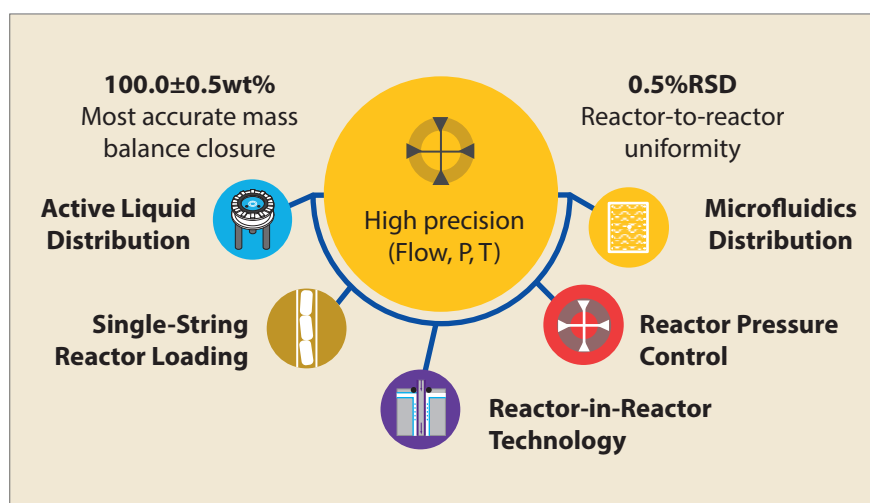 100.0±0.5wt%
Most accurate mass
balance closure
0.5%RSD
Reactor-to-reactor
uniformity
High precision
(Flow, P, T)
Active Liquid
Distribution
Microfluidics
Distribution
Single-String
Reactor Loading
Reactor Pressure
Control
Reactor-in-Reactor
Technology